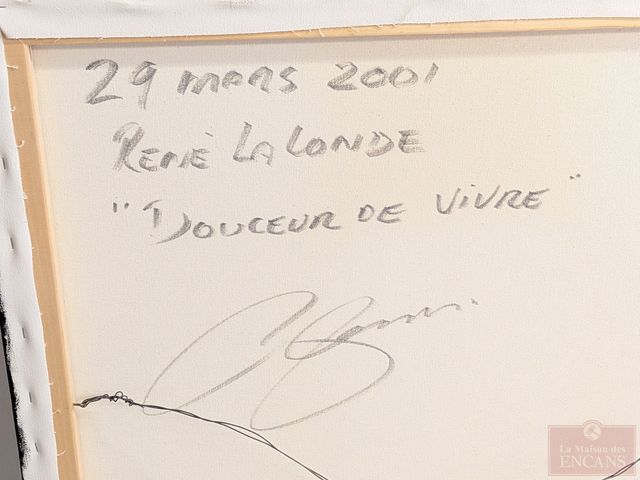 29 mars 2001
RENÉ LALONDE
"DOUCEUR DE VIVRE"
La Maison des
ENCANS